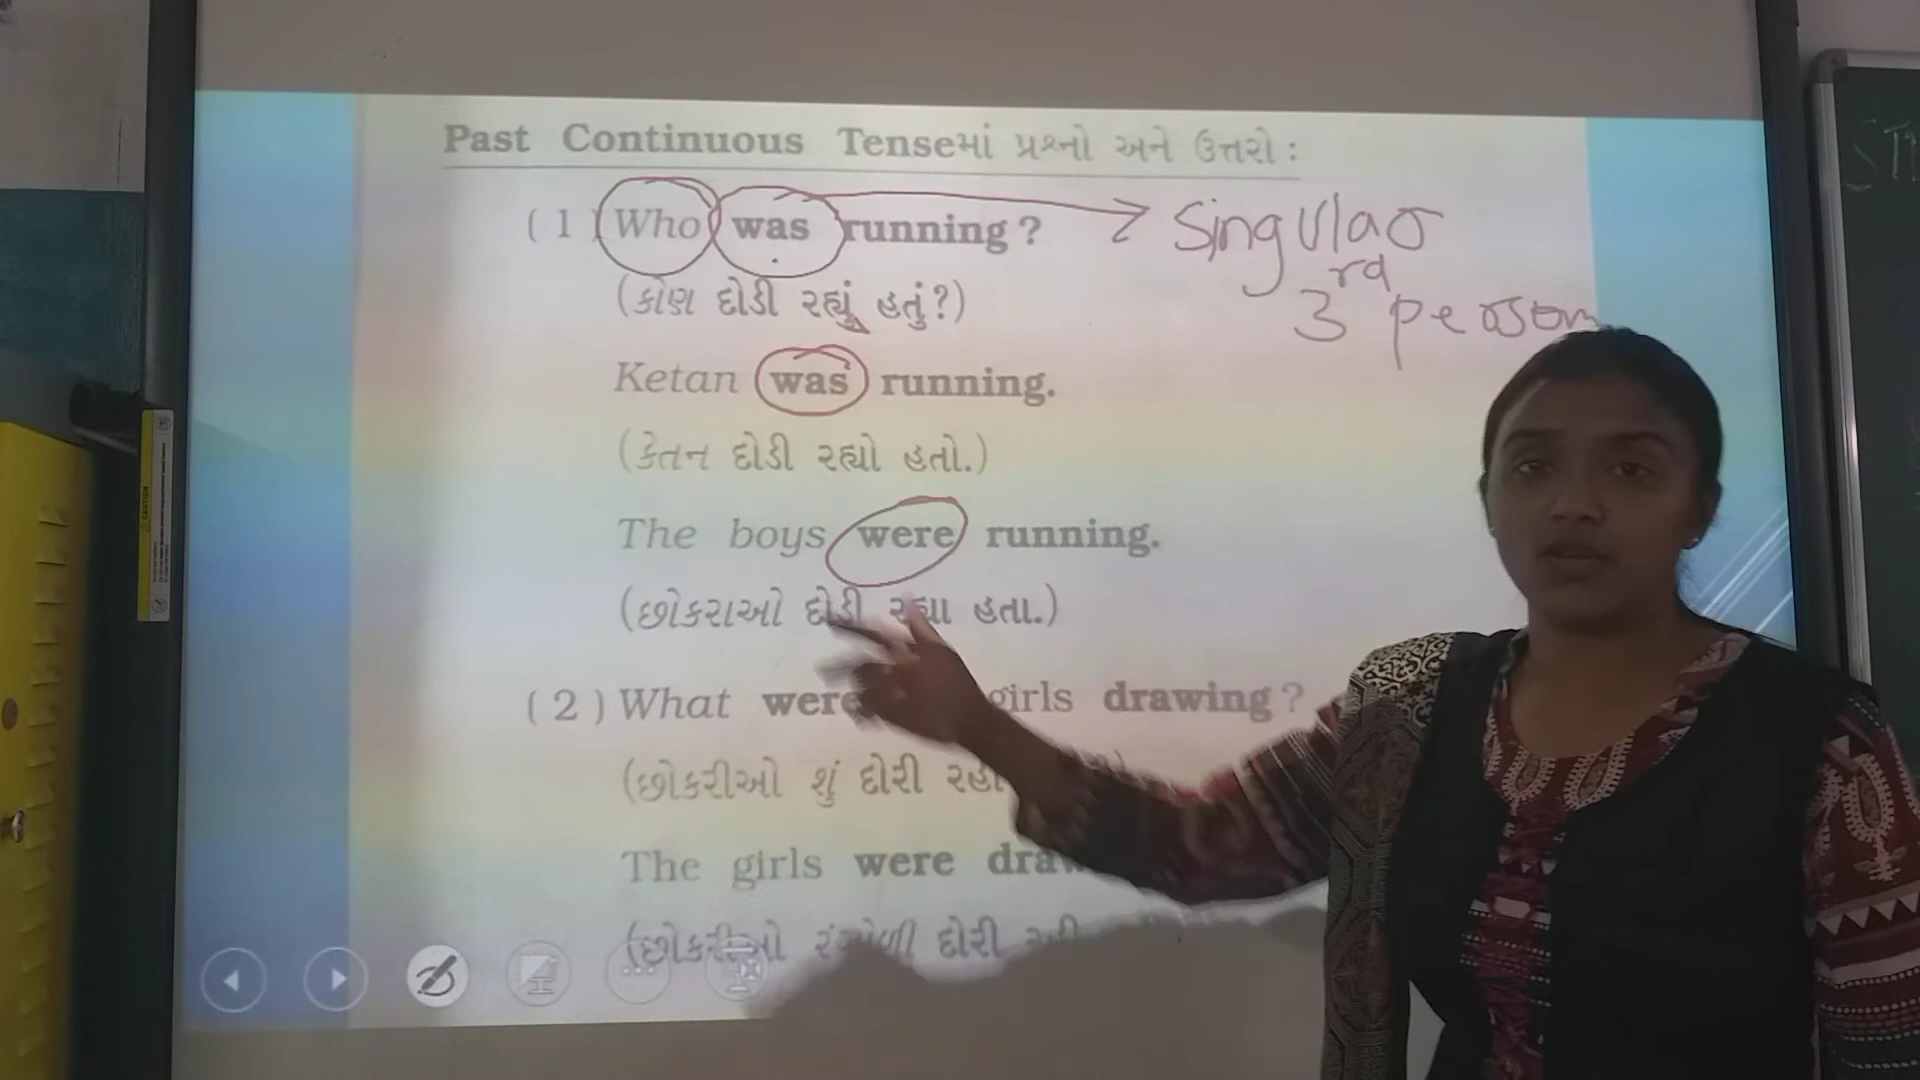 Past Continuous Tenseમાં પ્રશ્નો અને ઉત્તરો :
( 1 ) Who was running ?
Singular
3rd person
(કોણ દોડી રહ્યું હતું?)
Ketan was running.
(કેતન દોડી રહ્યો હતો.)
The boys were running.
(છોકરાઓ દોડી રહ્યા હતા.)
( 2 ) What were girls drawing ?
(છોકરીઓ શું દોરી
The girls were
(છોકરીઓ રંગોળી દોરી
CAUTION